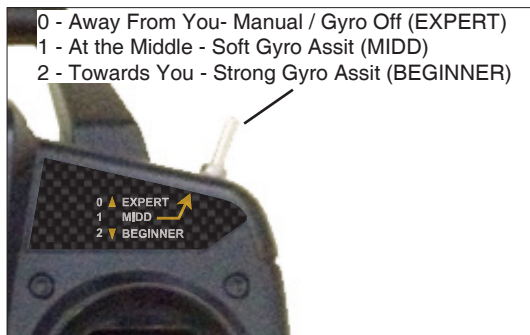 0 - Away From You- Manual / Gyro Off (EXPERT)
1 - At the Middle - Soft Gyro Assit (MIDD)
2 - Towards You - Strong Gyro Assit (BEGINNER)
0 ▲ EXPERT
1 MIDD
2 ▼ BEGINNER